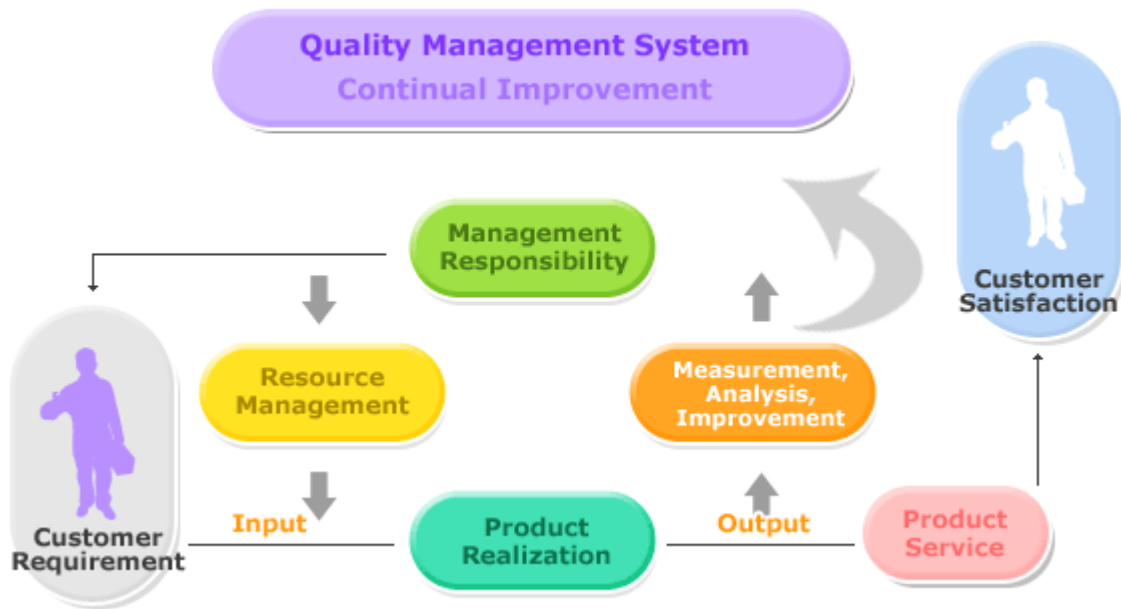 Quality Management System
Continual Improvement
Customer
Satisfaction
Management
Responsibility
Resource
Management
Measurement,
Analysis,
Improvement
Customer
Requirement
Input
Product
Realization
Output
Product
Service